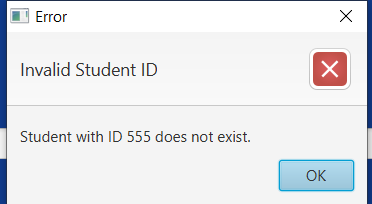 Error
Invalid Student ID
Student with ID 555 does not exist.
OK